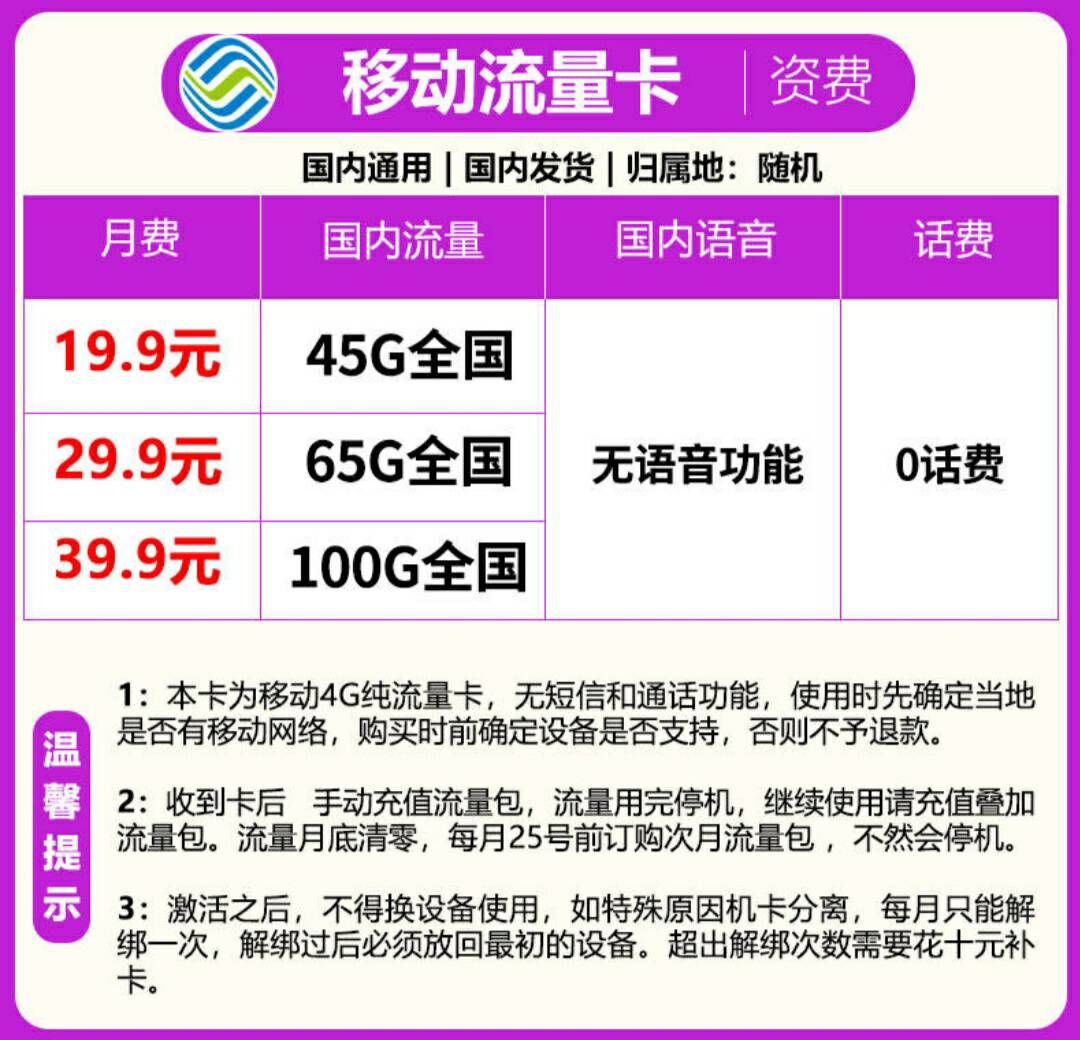 移动流量卡 | 资费
国内通用 | 国内发货 | 归属地：随机
月费 国内流量 国内语音 话费
19.9元 45G全国
29.9元 65G全国 无语音功能 0话费
39.9元 100G全国
温馨提示
1：本卡为移动4G纯流量卡，无短信和通话功能，使用时先确定当地
是否有移动网络，购买时前确定设备是否支持，否则不予退款。
2：收到卡后 手动充值流量包，流量用完停机，继续使用请充值叠加
流量包。流量月底清零，每月25号前订购次月流量包 ，不然会停机。
3：激活之后，不得换设备使用，如特殊原因机卡分离，每月只能解
绑一次，解绑过后必须放回最初的设备。超出解绑次数需要花十元补
卡。